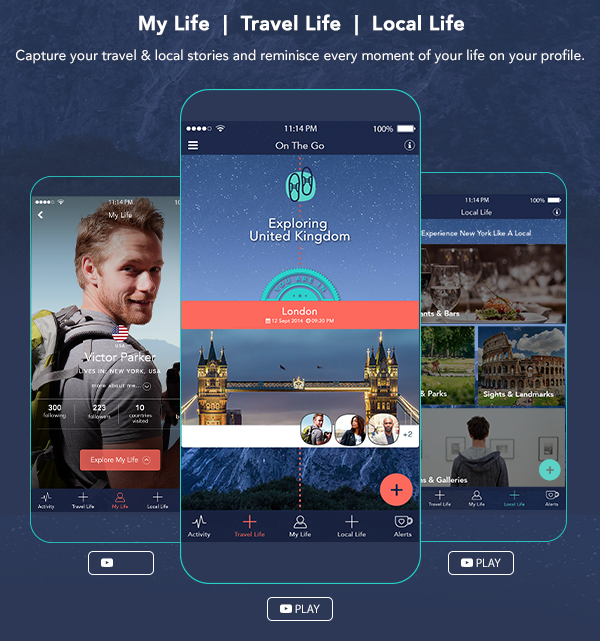 My Life | Travel Life | Local Life
Capture your travel & local stories and reminisce every moment of your life on your profile.
11:14 PM
My Life
USA
Victor Parker
LIVES IN: NEW YORK, USA
more about me...
300
following
223
followers
10
countries
visited
Explore My Life
Activity
Travel Life
My Life
Local Life
11:14 PM
100%
On The Go
Exploring
United Kingdom
YOU ARE IN
London
12 Sept 2014 09:20 PM
+2
+
Activity
Travel Life
My Life
Local Life
Alerts
11:14 PM
100%
Local Life
Experience New York Like A Local
ants & Bars
& Parks
Sights & Landmarks
s & Galleries
+
Travel Life
My Life
Local Life
Alerts
PLAY
PLAY